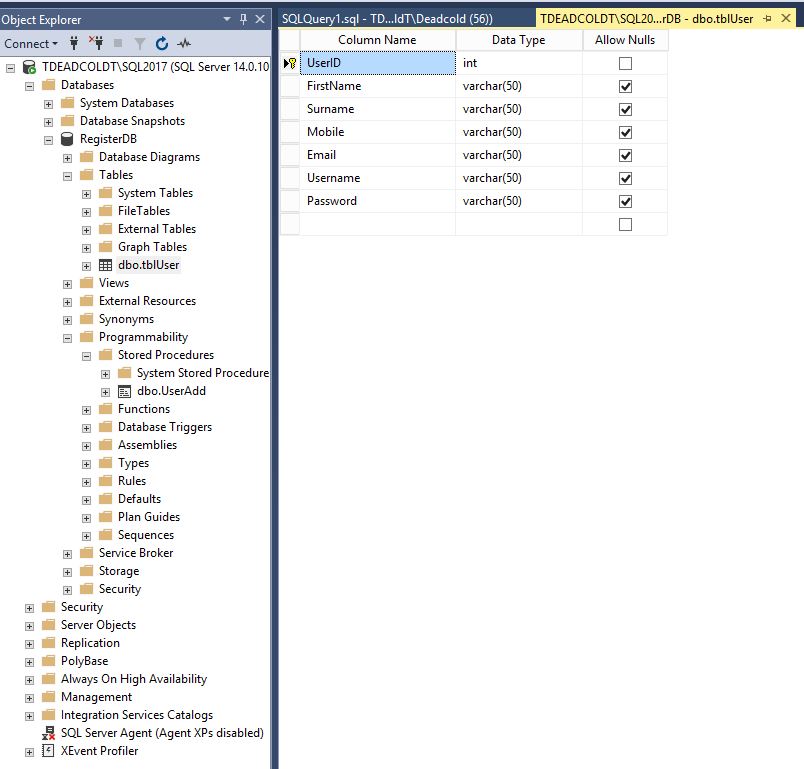 Object Explorer
Connect
TDEADCOLDT\SQL2017 (SQL Server 14.0.10
Databases
System Databases
Database Snapshots
RegisterDB
Database Diagrams
Tables
System Tables
FileTables
External Tables
Graph Tables
dbo.tblUser
Views
External Resources
Synonyms
Programmability
Stored Procedures
System Stored Procedure
dbo.UserAdd
Functions
Database Triggers
Assemblies
Types
Rules
Defaults
Plan Guides
Sequences
Service Broker
Storage
Security
Security
Server Objects
Replication
PolyBase
Always On High Availability
Management
Integration Services Catalogs
SQL Server Agent (Agent XPs disabled)
XEvent Profiler
SQLQuery1.sql - TD...ldT\Deadcold (56))
TDEADCOLDT\SQL20...rDB - dbo.tblUser
Column Name Data Type Allow Nulls
UserID int
FirstName varchar(50)
Surname varchar(50)
Mobile varchar(50)
Email varchar(50)
Username varchar(50)
Password varchar(50)